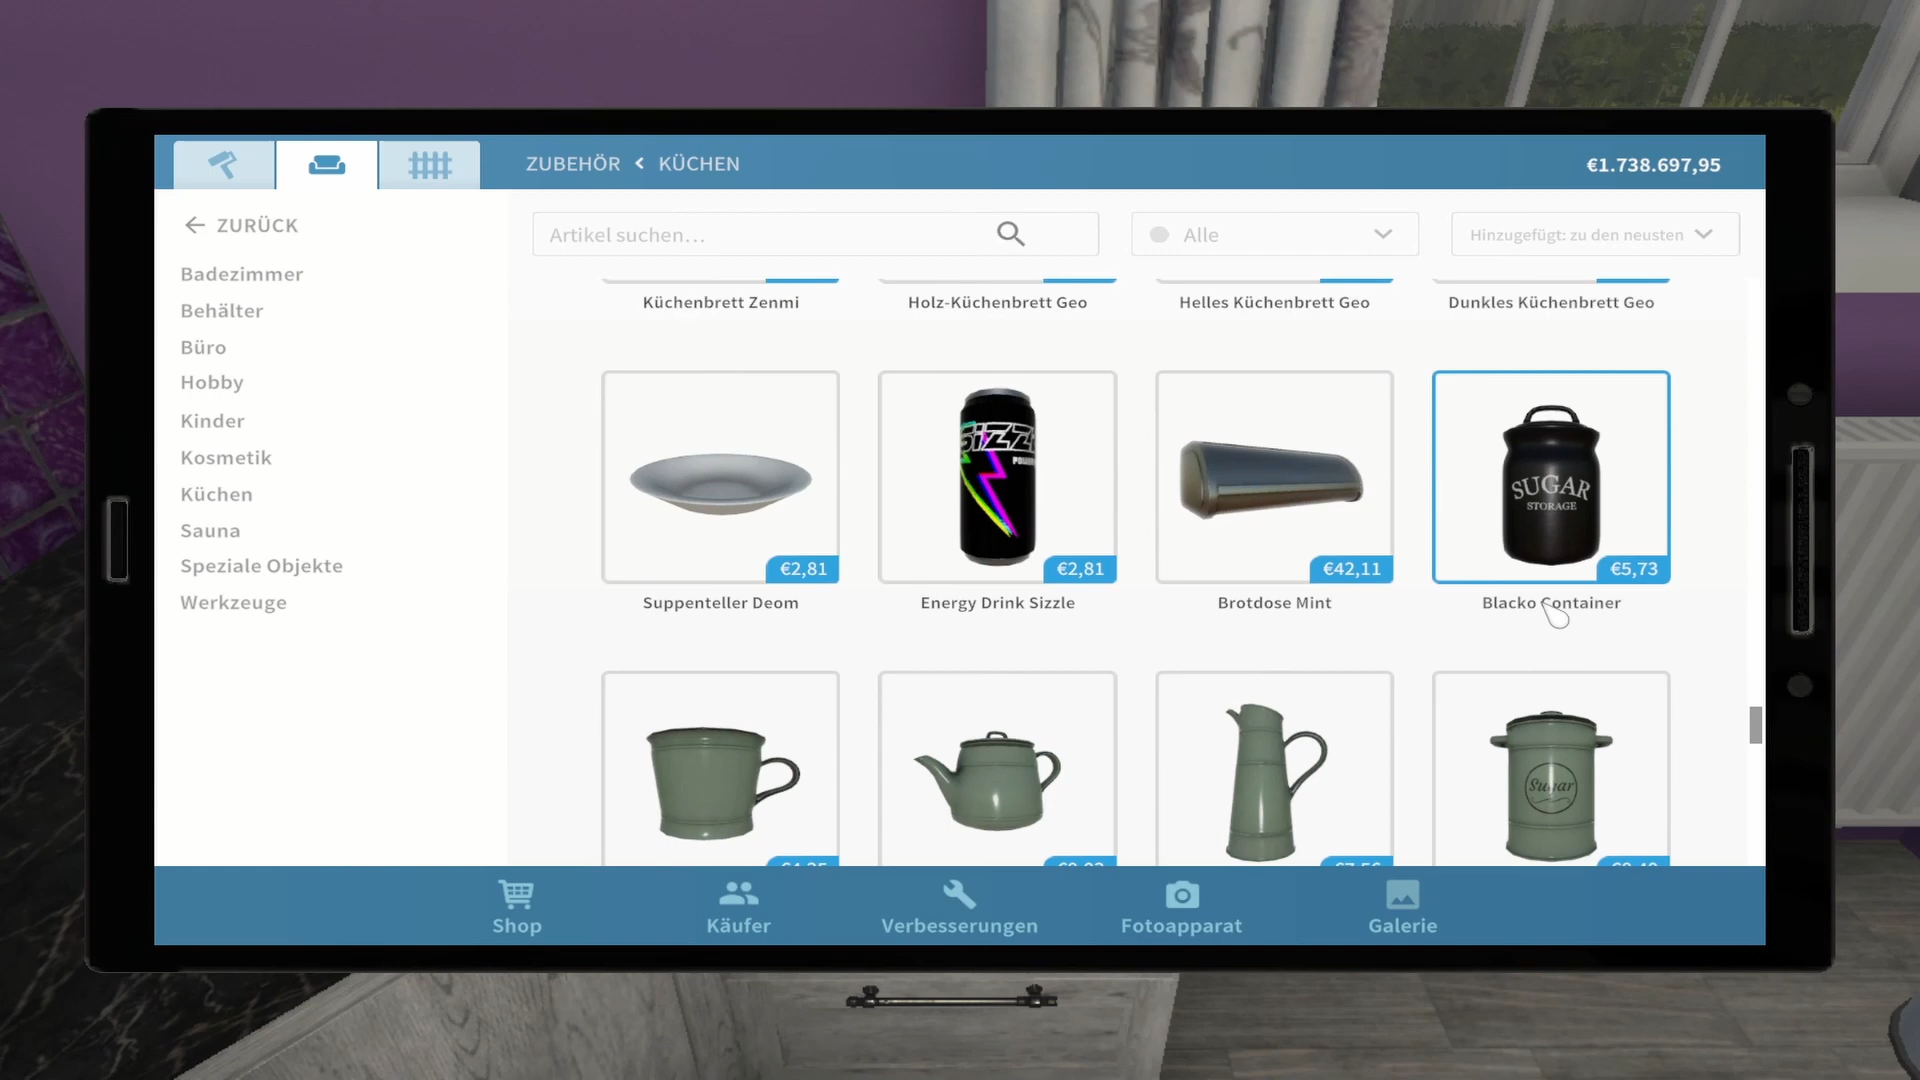 ZUBEHÖR < KÜCHEN
€1.738.697,95
ZURÜCK
Artikel suchen...
Alle
Hinzugefügt: zu den neusten
Badezimmer
Behälter
Büro
Hobby
Kinder
Kosmetik
Küchen
Sauna
Speziale Objekte
Werkzeuge
Küchenbrett Zenmi
Holz-Küchenbrett Geo
Helles Küchenbrett Geo
Dunkles Küchenbrett Geo
SUGAR
STORAGE
€2,81
€2,81
€42,11
€5,73
Suppenteller Deom
Energy Drink Sizzle
Brotdose Mint
Blacko Container
Sugar
Shop
Käufer
Verbesserungen
Fotoapparat
Galerie